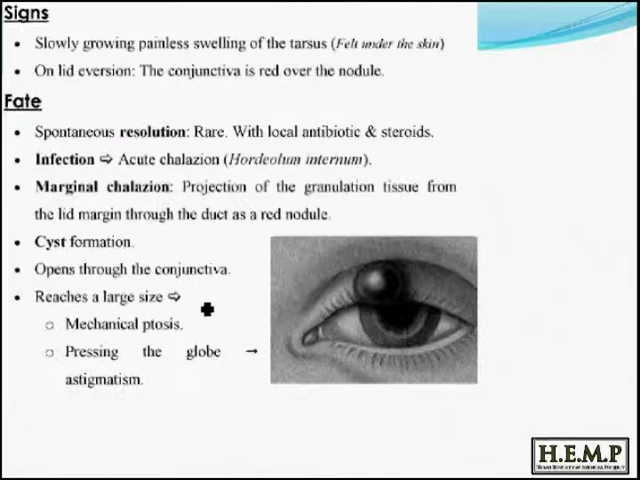 Signs
• Slowly growing painless swelling of the tarsus (Felt under the skin)
• On lid eversion: The conjunctiva is red over the nodule.
Fate
• Spontaneous resolution: Rare. With local antibiotic & steroids.
• Infection ⇨ Acute chalazion (Hordeolum internum).
• Marginal chalazion: Projection of the granulation tissue from
the lid margin through the duct as a red nodule.
• Cyst formation.
• Opens through the conjunctiva.
• Reaches a large size ⇨
o Mechanical ptosis.
o Pressing the globe →
astigmatism.
H.E.M.P